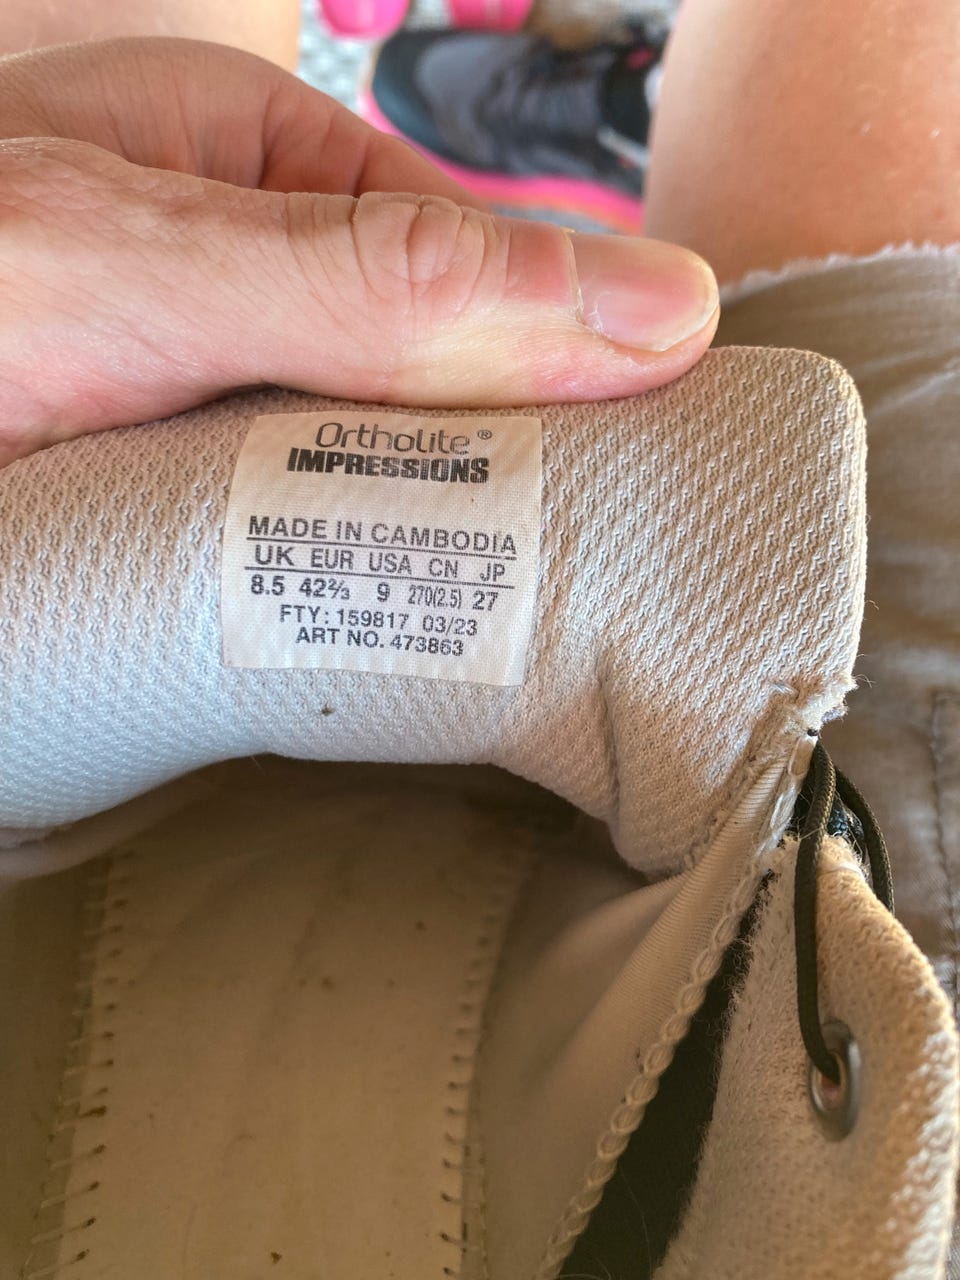 Ortholite®
IMPRESSIONS
MADE IN CAMBODIA
UK EUR USA CN JP
8.5 42⅔ 9 270(2.5) 27
FTY: 159817 03/23
ART NO. 473863